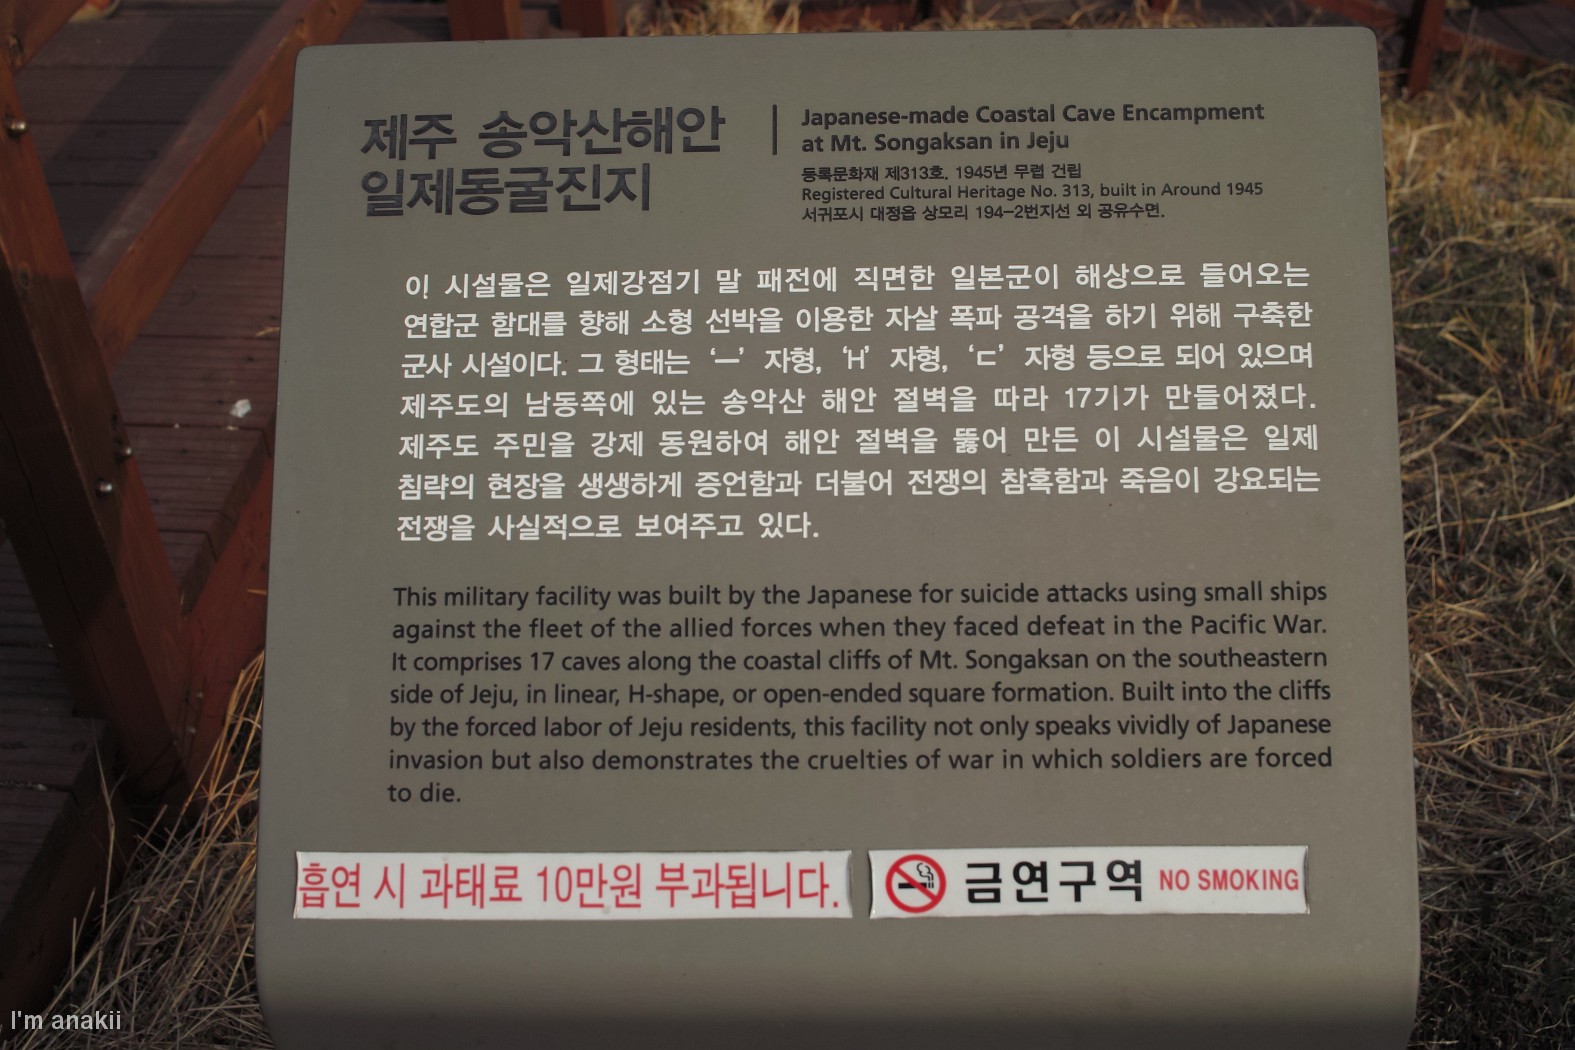 제주 송악산해안
일제동굴진지
Japanese-made Coastal Cave Encampment
at Mt. Songaksan in Jeju
등록문화재 제313호. 1945년 무렵 건립
Registered Cultural Heritage No. 313, built in Around 1945
서귀포시 대정읍 상모리 194-2번지선 외 공유수면.
이 시설물은 일제강점기 말 패전에 직면한 일본군이 해상으로 들어오는
연합군 함대를 향해 소형 선박을 이용한 자살 폭파 공격을 하기 위해 구축한
군사 시설이다. 그 형태는 ‘ㅡ’ 자형, ‘H’ 자형, ‘ㄷ’ 자형 등으로 되어 있으며
제주도의 남동쪽에 있는 송악산 해안 절벽을 따라 17기가 만들어졌다.
제주도 주민을 강제 동원하여 해안 절벽을 뚫어 만든 이 시설물은 일제
침략의 현장을 생생하게 증언함과 더불어 전쟁의 참혹함과 죽음이 강요되는
전쟁을 사실적으로 보여주고 있다.
This military facility was built by the Japanese for suicide attacks using small ships
against the fleet of the allied forces when they faced defeat in the Pacific War.
It comprises 17 caves along the coastal cliffs of Mt. Songaksan on the southeastern
side of Jeju, in linear, H-shape, or open-ended square formation. Built into the cliffs
by the forced labor of Jeju residents, this facility not only speaks vividly of Japanese
invasion but also demonstrates the cruelties of war in which soldiers are forced
to die.
흡연 시 과태료 10만원 부과됩니다.
금연구역 NO SMOKING
I'm anakii